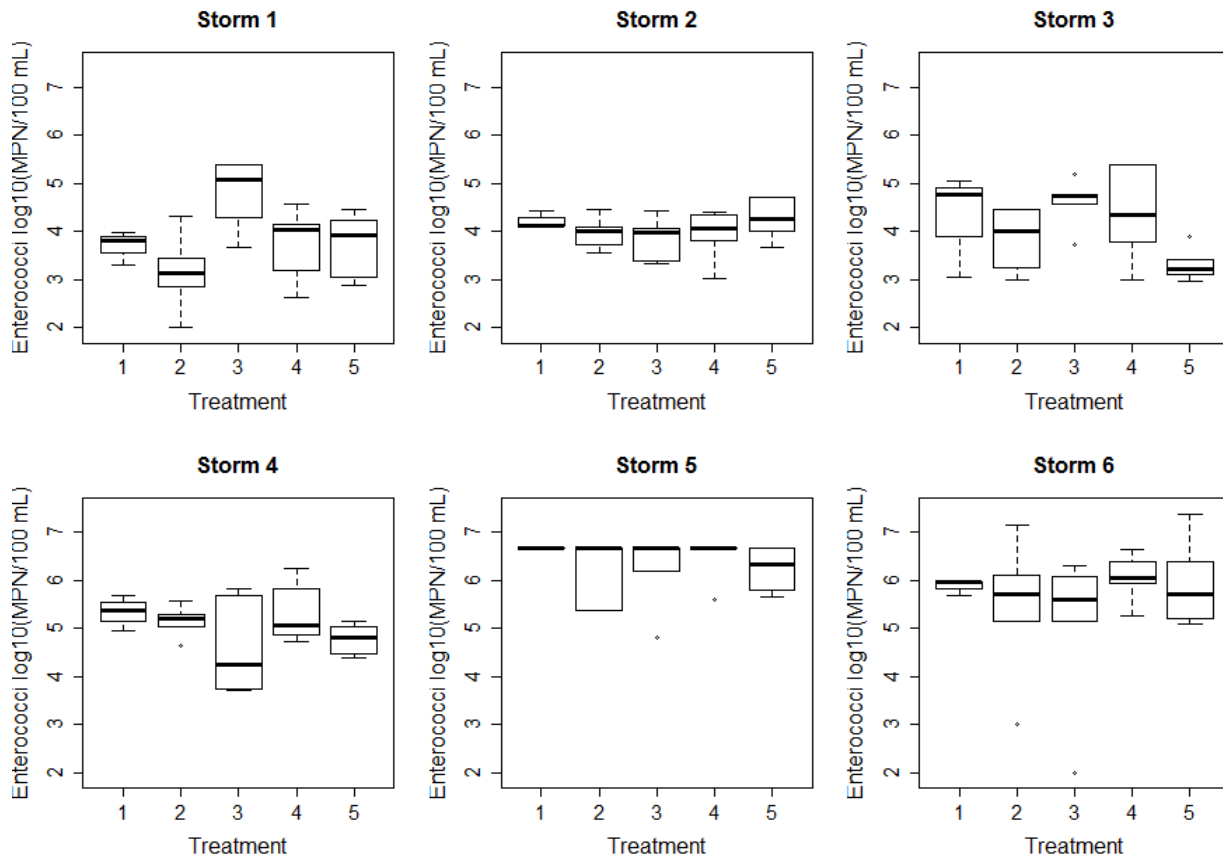 Storm 1
Enterococci log10(MPN/100 mL)
7
6
5
4
3
2
1 2 3 4 5
Treatment
Storm 2
Enterococci log10(MPN/100 mL)
7
6
5
4
3
2
1 2 3 4 5
Treatment
Storm 3
Enterococci log10(MPN/100 mL)
7
6
5
4
3
2
1 2 3 4 5
Treatment
Storm 4
Enterococci log10(MPN/100 mL)
7
6
5
4
3
2
1 2 3 4 5
Treatment
Storm 5
Enterococci log10(MPN/100 mL)
7
6
5
4
3
2
1 2 3 4 5
Treatment
Storm 6
Enterococci log10(MPN/100 mL)
7
6
5
4
3
2
1 2 3 4 5
Treatment